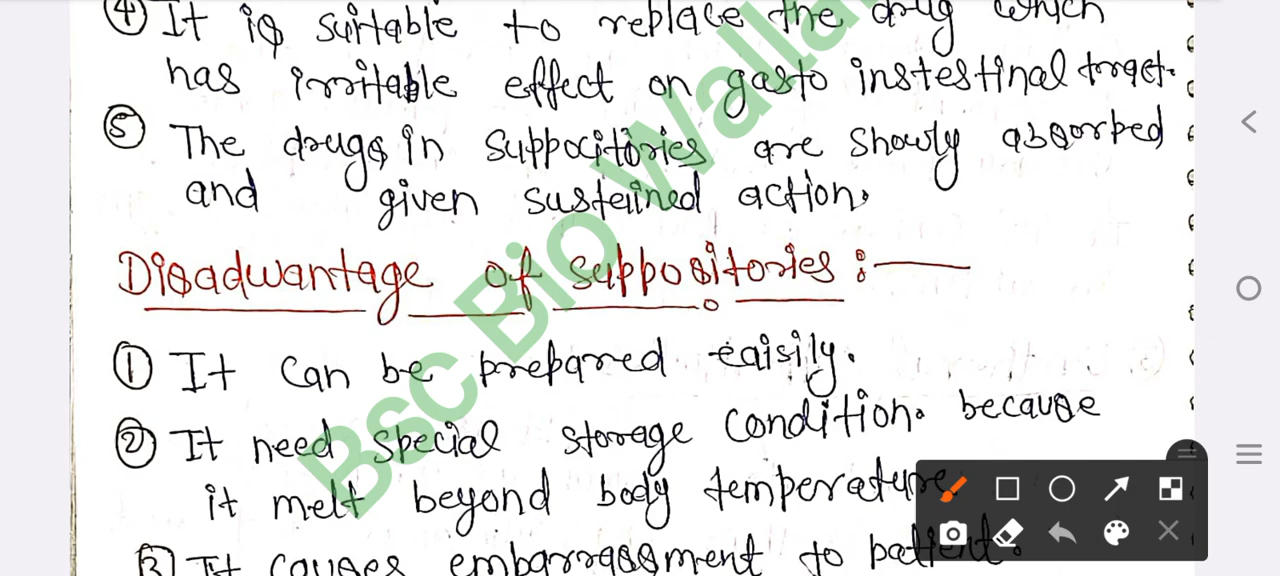 ④ It is suitable to replace the drug which
has irritable effect on gasto instestinal traget.
⑤ The drugs in suppocitories are showly absorbed
and given susteined action.
Disadwantage of suppositories :—
① It can be prepared eaisily.
② It need special storage condition. because
it melt beyond body temperature
③ It causes embarrassment to patient.
Bsc Bio Walla